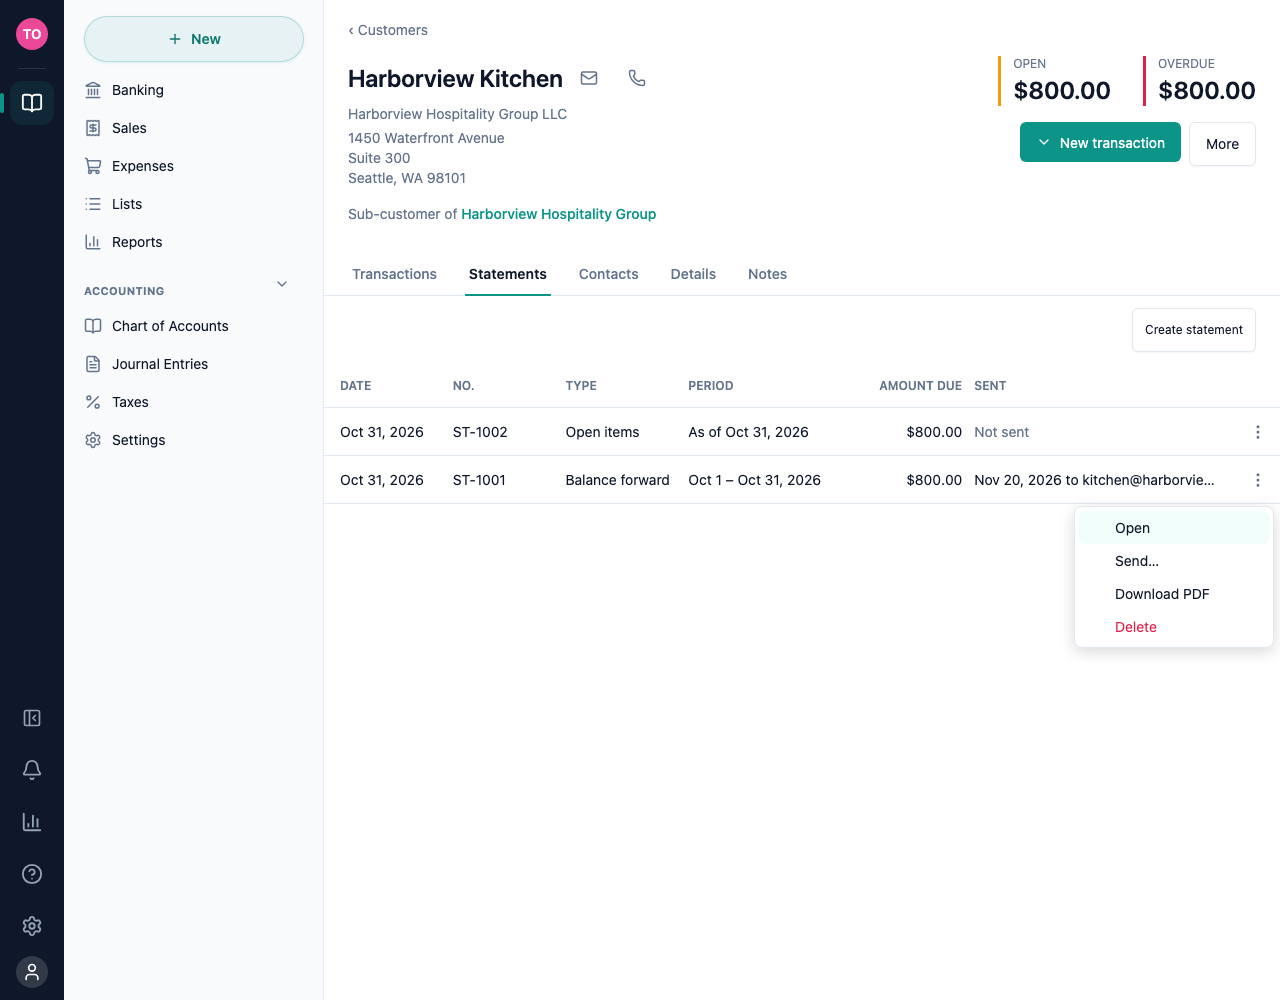 TO
New
Banking
Sales
Expenses
Lists
Reports
ACCOUNTING
Chart of Accounts
Journal Entries
Taxes
Settings
‹ Customers
Harborview Kitchen
Harborview Hospitality Group LLC
1450 Waterfront Avenue
Suite 300
Seattle, WA 98101
Sub-customer of Harborview Hospitality Group
OPEN
$800.00
OVERDUE
$800.00
New transaction
More
Transactions Statements Contacts Details Notes
Create statement
DATE NO. TYPE PERIOD AMOUNT DUE SENT
Oct 31, 2026 ST-1002 Open items As of Oct 31, 2026 $800.00 Not sent
Oct 31, 2026 ST-1001 Balance forward Oct 1 – Oct 31, 2026 $800.00 Nov 20, 2026 to kitchen@harborvie...
Open
Send...
Download PDF
Delete